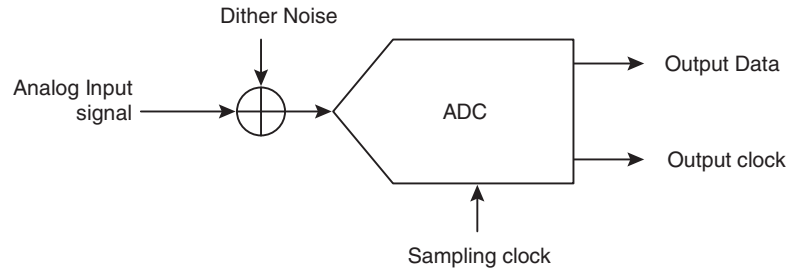 Dither Noise
Analog Input
signal
ADC
Output Data
Output clock
Sampling clock